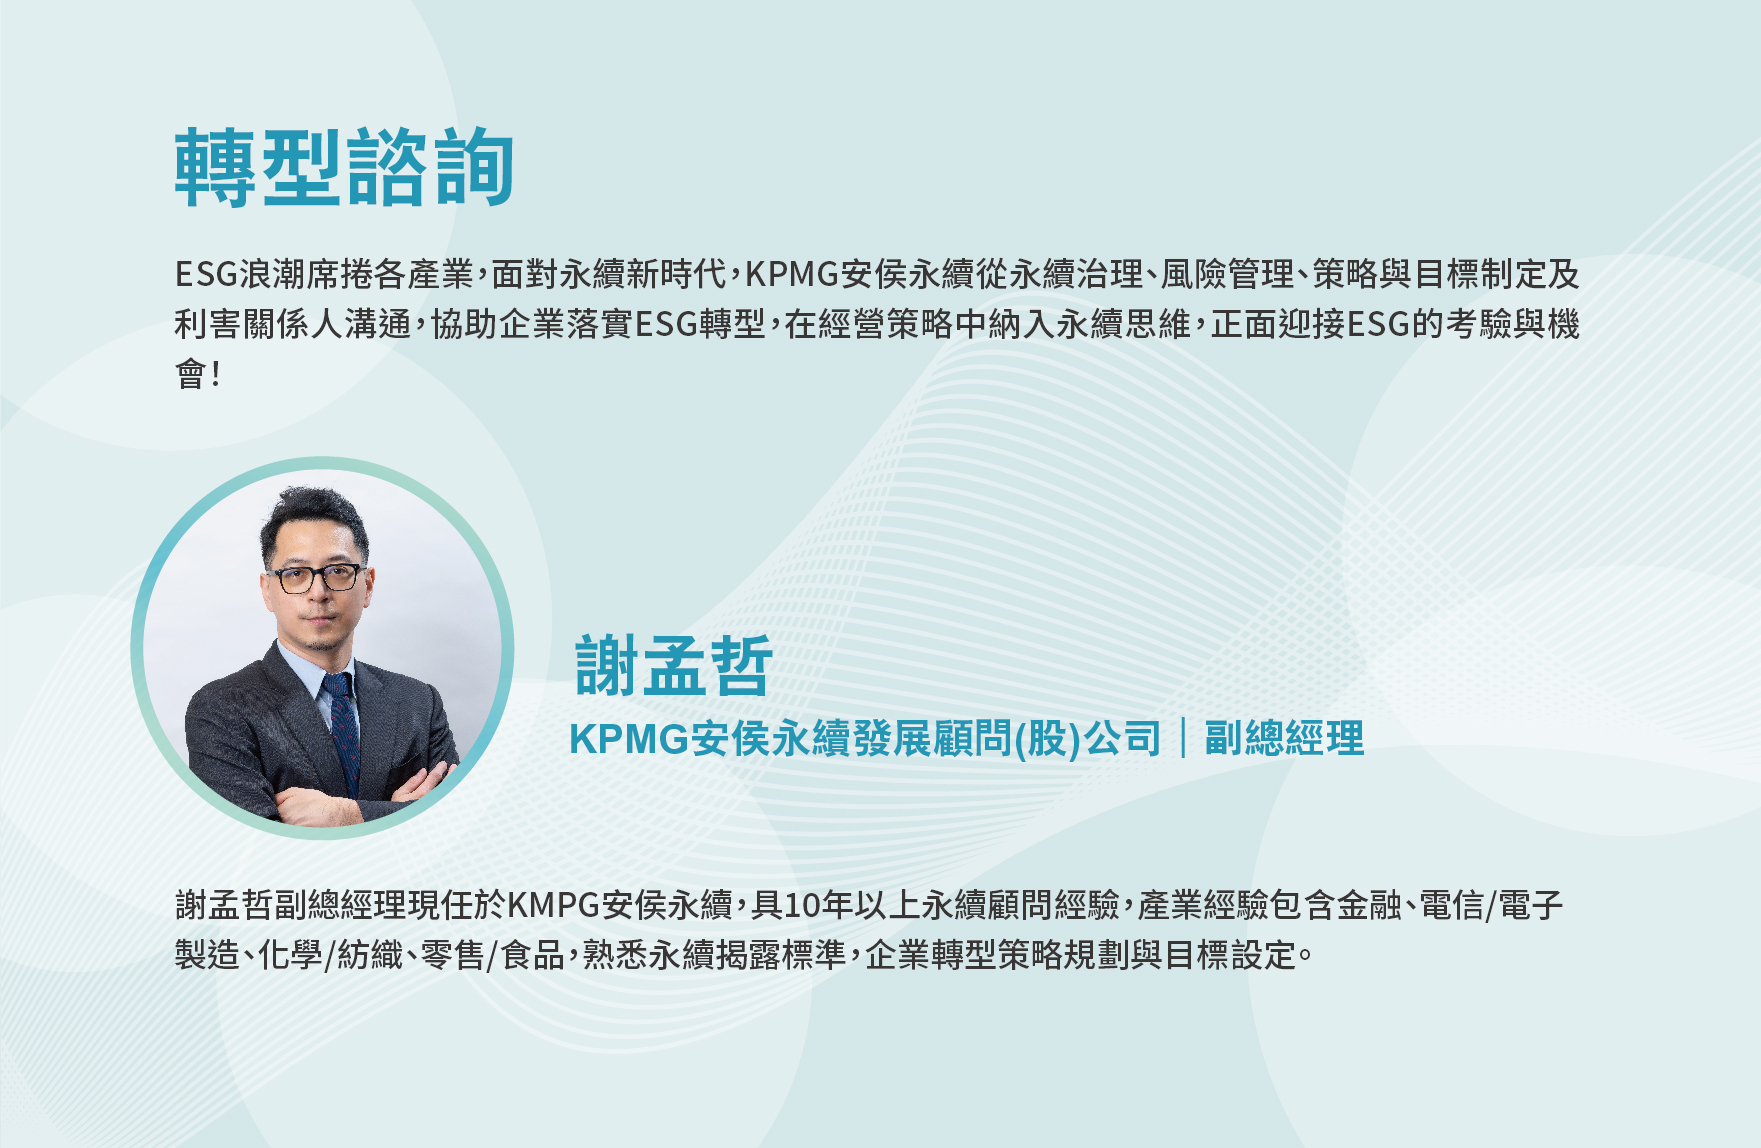 轉型諮詢
ESG浪潮席捲各產業，面對永續新時代，KPMG安侯永續從永續治理、風險管理、策略與目標制定及
利害關係人溝通，協助企業落實ESG轉型，在經營策略中納入永續思維，正面迎接ESG的考驗與機
會！
謝孟哲
KPMG安侯永續發展顧問(股)公司｜副總經理
謝孟哲副總經理現任於KMPG安侯永續，具10年以上永續顧問經驗，產業經驗包含金融、電信/電子
製造、化學/紡織、零售/食品，熟悉永續揭露標準，企業轉型策略規劃與目標設定。